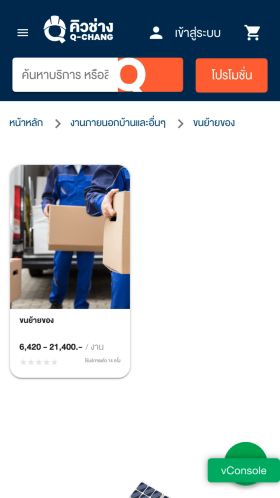 คิวช่าง
Q-CHANG
เข้าสู่ระบบ
ค้นหาบริการ หรือสิ
โปรโมชั่น
หน้าหลัก > งานภายนอกบ้านและอื่นๆ > ขนย้ายของ
ขนย้ายของ
6,420 - 21,400.- / งาน
vConsole